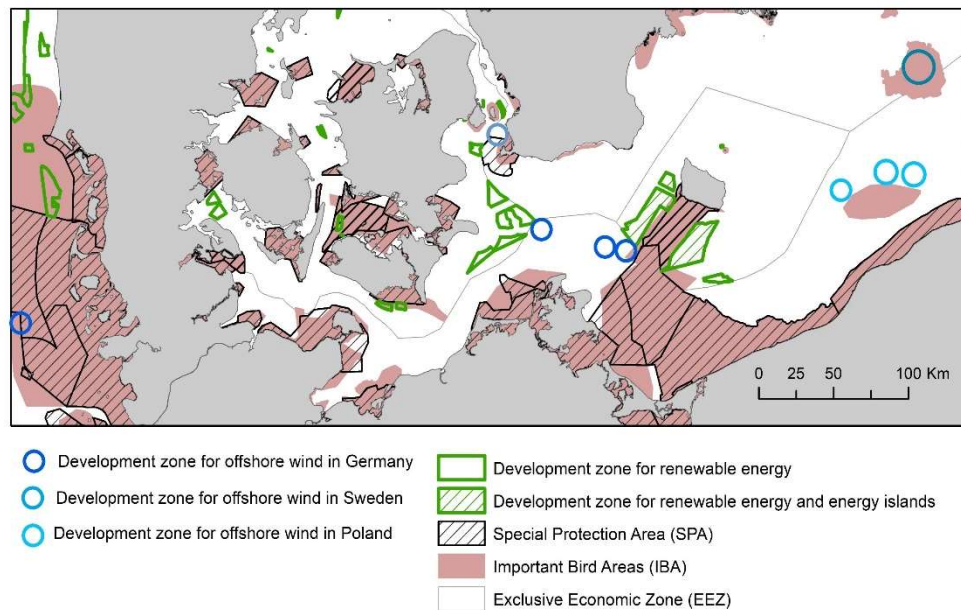 0 25 50 100 Km
Development zone for offshore wind in Germany
Development zone for offshore wind in Sweden
Development zone for offshore wind in Poland
Development zone for renewable energy
Development zone for renewable energy and energy islands
Special Protection Area (SPA)
Important Bird Areas (IBA)
Exclusive Economic Zone (EEZ)